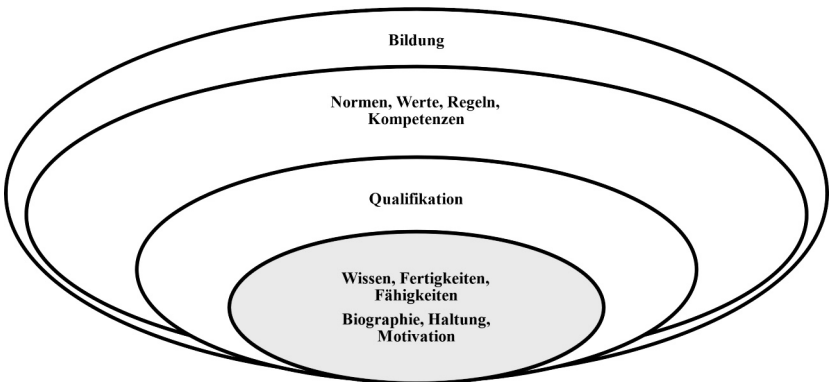 Bildung
Normen, Werte, Regeln,
Kompetenzen
Qualifikation
Wissen, Fertigkeiten,
Fähigkeiten
Biographie, Haltung,
Motivation